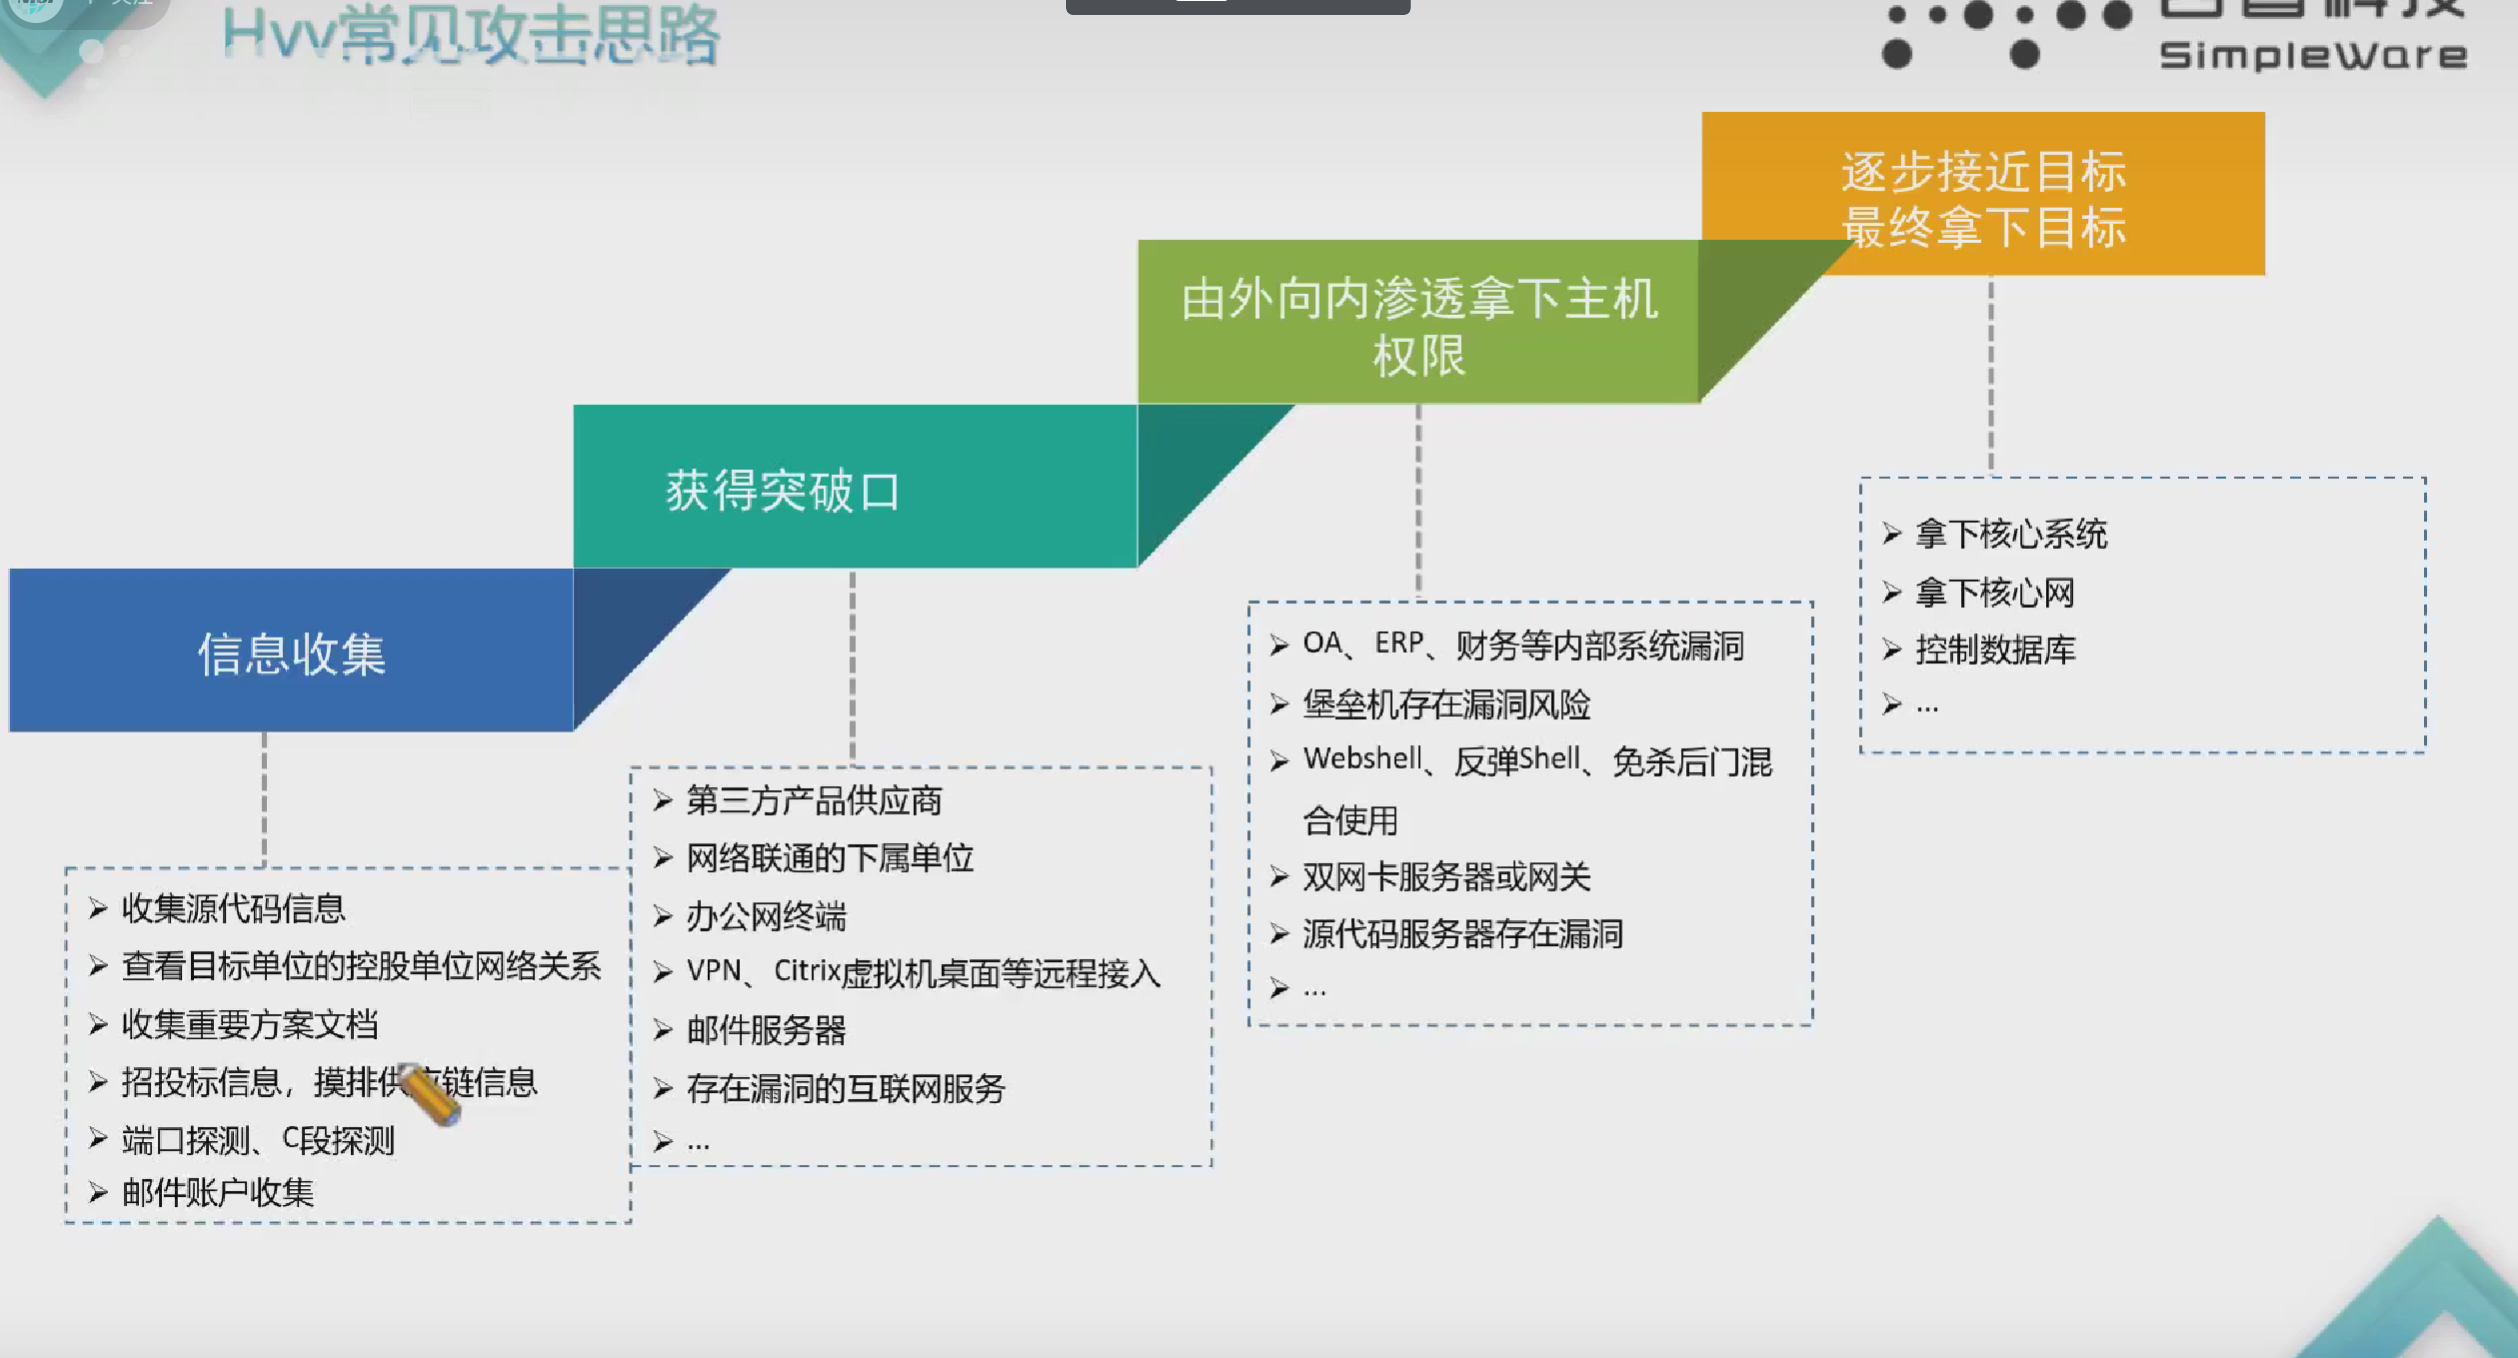 Hvv常见攻击思路
SimpleWare
逐步接近目标
最终拿下目标
由外向内渗透拿下主机
权限
获得突破口
信息收集
➢ 收集源代码信息
➢ 查看目标单位的控股单位网络关系
➢ 收集重要方案文档
➢ 招投标信息，摸排供应链信息
➢ 端口探测、C段探测
➢ 邮件账户收集
➢ 第三方产品供应商
➢ 网络联通的下属单位
➢ 办公网终端
➢ VPN、Citrix虚拟机桌面等远程接入
➢ 邮件服务器
➢ 存在漏洞的互联网服务
➢ ...
➢ OA、ERP、财务等内部系统漏洞
➢ 堡垒机存在漏洞风险
➢ Webshell、反弹Shell、免杀后门混
合使用
➢ 双网卡服务器或网关
➢ 源代码服务器存在漏洞
➢ ...
➢ 拿下核心系统
➢ 拿下核心网
➢ 控制数据库
➢ ...